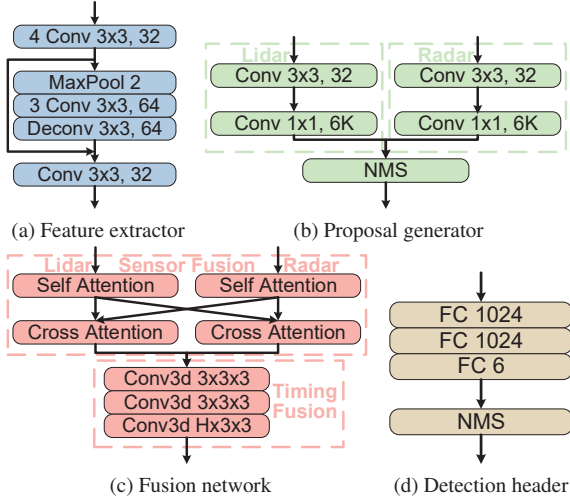 4 Conv 3x3, 32
MaxPool 2
3 Conv 3x3, 64
Deconv 3x3, 64
Conv 3x3, 32
(a) Feature extractor
Lidar
Radar
Conv 3x3, 32
Conv 3x3, 32
Conv 1x1, 6K
Conv 1x1, 6K
NMS
(b) Proposal generator
Lidar Sensor Fusion Radar
Self Attention
Self Attention
Cross Attention
Cross Attention
Conv3d 3x3x3
Conv3d 3x3x3
Conv3d Hx3x3
Timing
Fusion
(c) Fusion network
FC 1024
FC 1024
FC 6
NMS
(d) Detection header